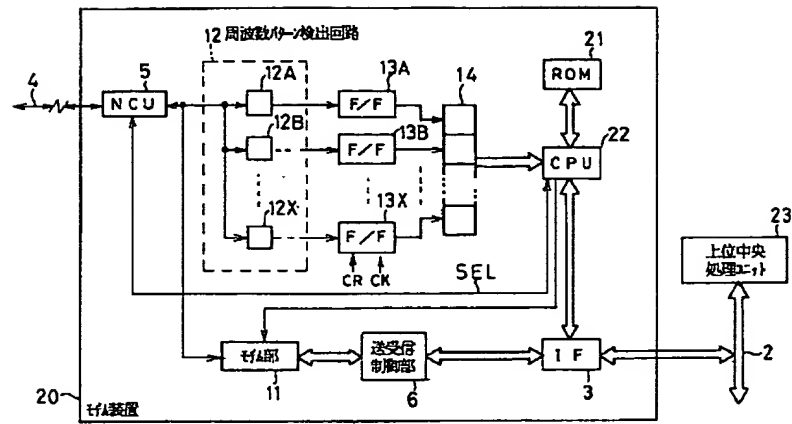 12 周波数パターン検出回路
4
5
NCU
12A
12B
12X
13A
F/F
13B
F/F
13X
F/F
CR CK
14
21
ROM
CPU
22
SEL
23
上位中央
処理ユニット
モデム部
11
送受信
制御部
6
IF
3
2
20
モデム装置